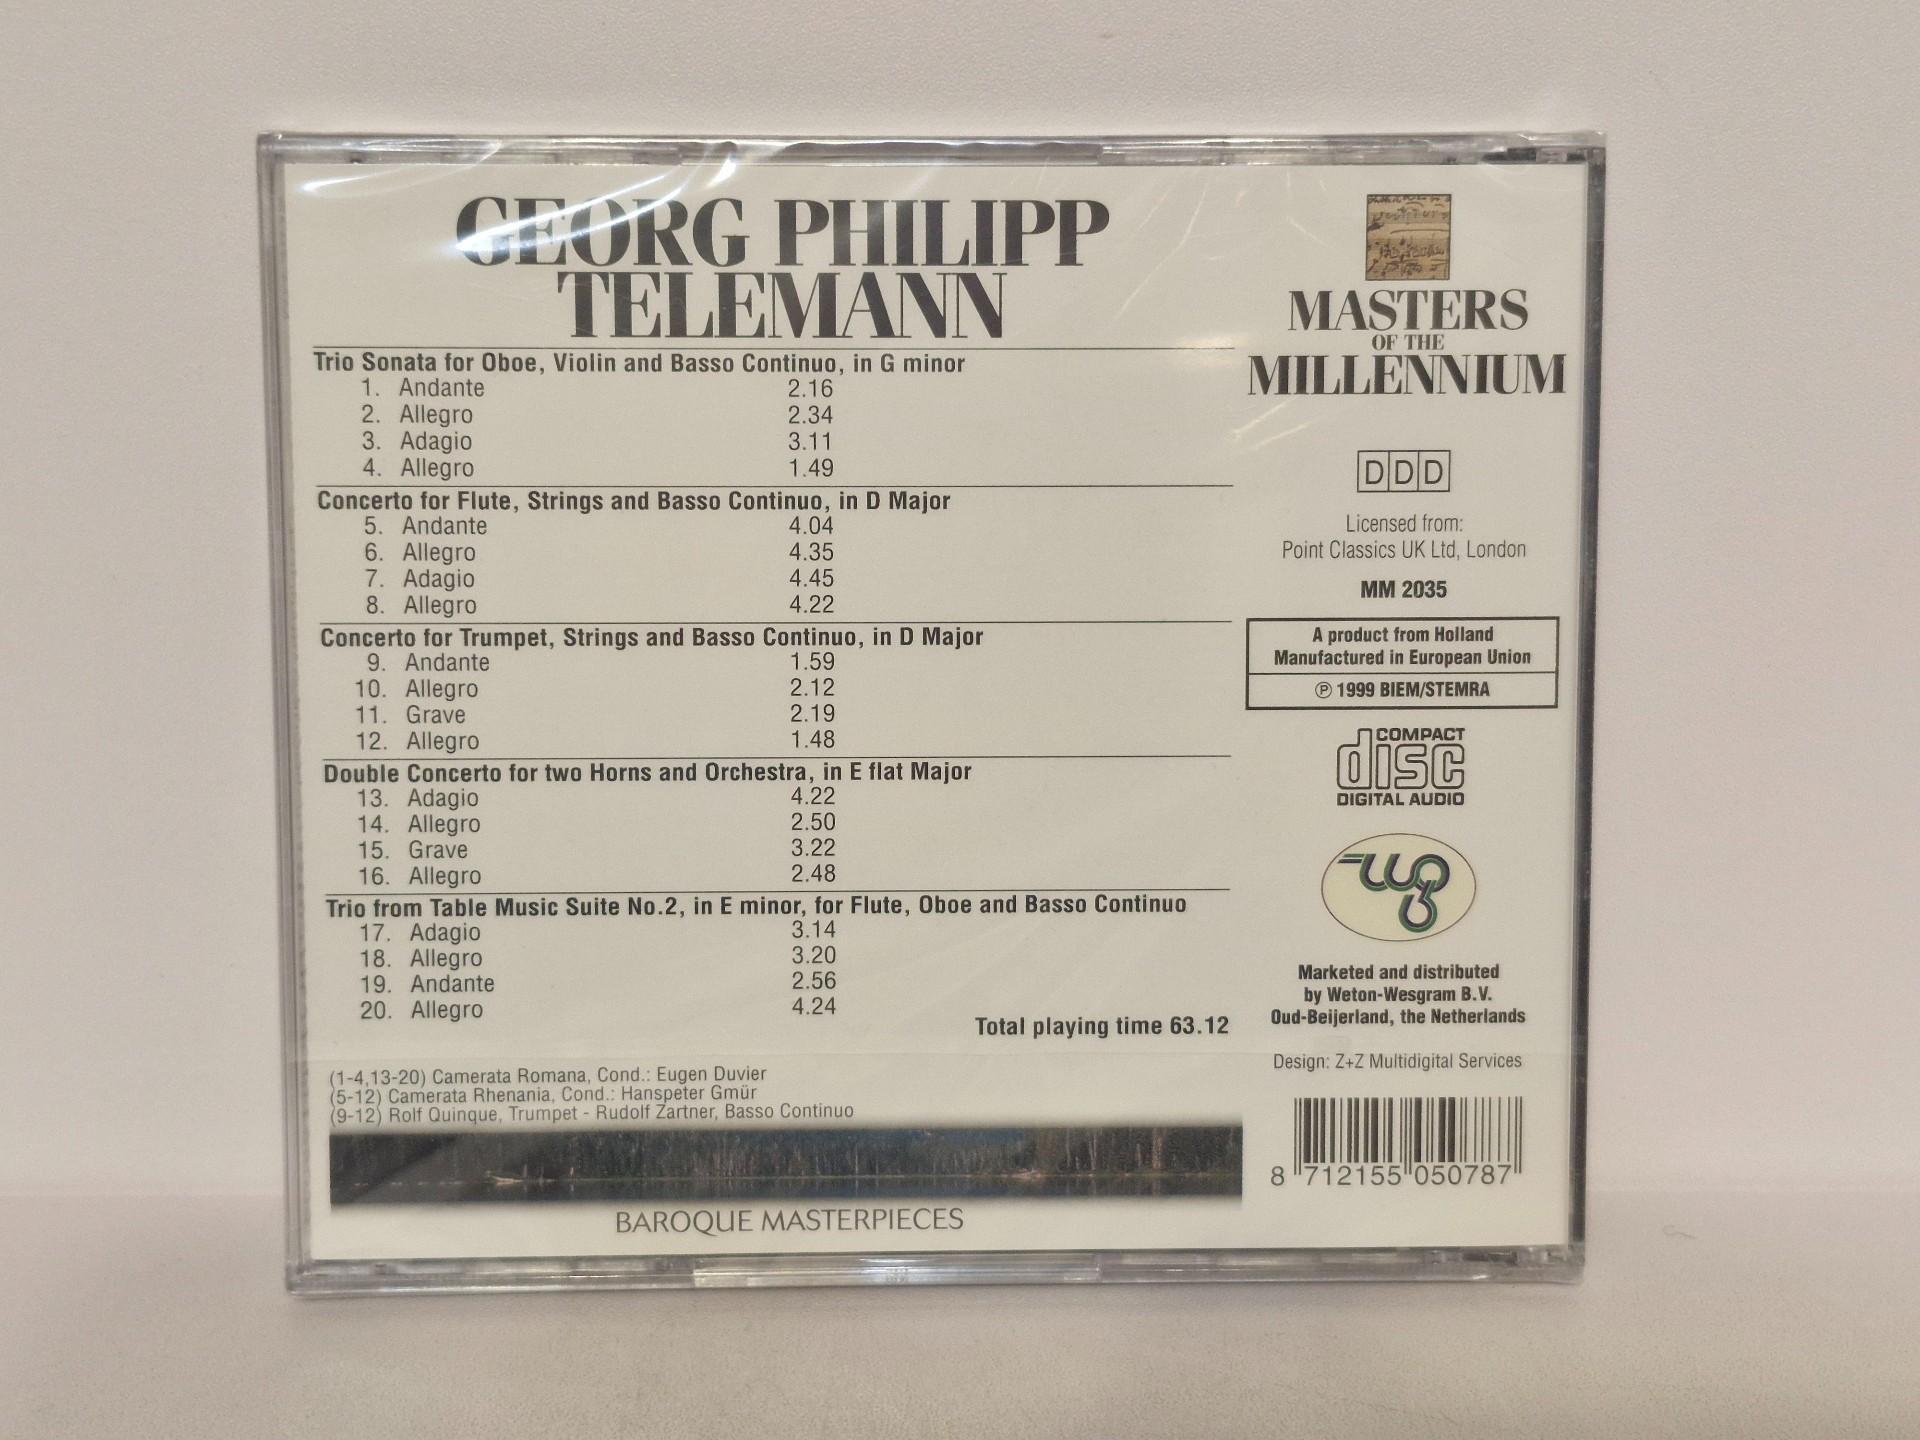 GEORG PHILIPP
TELEMANN
Trio Sonata for Oboe, Violin and Basso Continuo, in G minor
1. Andante 2.16
2. Allegro 2.34
3. Adagio 3.11
4. Allegro 1.49
Concerto for Flute, Strings and Basso Continuo, in D Major
5. Andante 4.04
6. Allegro 4.35
7. Adagio 4.45
8. Allegro 4.22
Concerto for Trumpet, Strings and Basso Continuo, in D Major
9. Andante 1.59
10. Allegro 2.12
11. Grave 2.19
12. Allegro 1.48
Double Concerto for two Horns and Orchestra, in E flat Major
13. Adagio 4.22
14. Allegro 2.50
15. Grave 3.22
16. Allegro 2.48
Trio from Table Music Suite No.2, in E minor, for Flute, Oboe and Basso Continuo
17. Adagio 3.14
18. Allegro 3.20
19. Andante 2.56
20. Allegro 4.24
Total playing time 63.12
(1-4,13-20) Camerata Romana, Cond.: Eugen Duvier
(5-12) Camerata Rhenania, Cond.: Hanspeter Gmür
(9-12) Rolf Quinque, Trumpet - Rudolf Zartner, Basso Continuo
BAROQUE MASTERPIECES
MASTERS
OF THE
MILLENNIUM
DDD
Licensed from:
Point Classics UK Ltd, London
MM 2035
A product from Holland
Manufactured in European Union
℗ 1999 BIEM/STEMRA
COMPACT
disc
DIGITAL AUDIO
Marketed and distributed
by Weton-Wesgram B.V.
Oud-Beijerland, the Netherlands
Design: Z+Z Multidigital Services
8 712155 050787